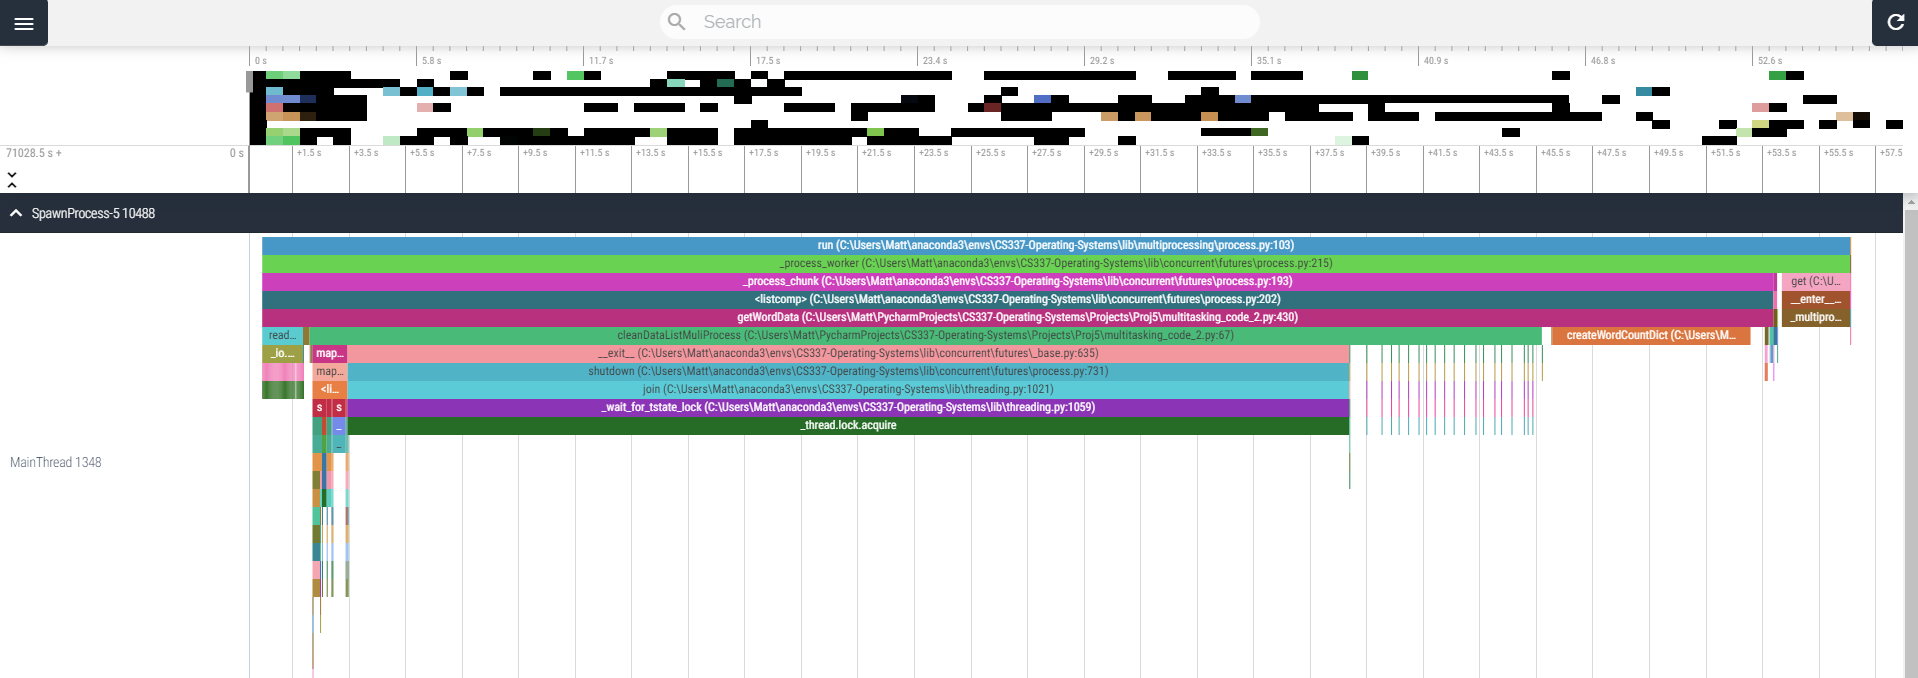 Search
0 s 5.8 s 11.7 s 17.5 s 23.4 s 29.2 s 35.1 s 40.9 s 46.8 s 52.6 s
71028.5 s + 0 s +1.5 s +3.5 s +5.5 s +7.5 s +9.5 s +11.5 s +13.5 s +15.5 s +17.5 s +19.5 s +21.5 s +23.5 s +25.5 s +27.5 s +29.5 s +31.5 s +33.5 s +35.5 s +37.5 s +39.5 s +41.5 s +43.5 s +45.5 s +47.5 s +49.5 s +51.5 s +53.5 s +55.5 s +57.5
SpawnProcess-5 10488
run (C:\Users\Matt\anaconda3\envs\CS337-Operating-Systems\lib\multiprocessing\process.py:103)
_process_worker (C:\Users\Matt\anaconda3\envs\CS337-Operating-Systems\lib\concurrent\futures\process.py:215)
_process_chunk (C:\Users\Matt\anaconda3\envs\CS337-Operating-Systems\lib\concurrent\futures\process.py:193) get (C:\U...
<listcomp> (C:\Users\Matt\anaconda3\envs\CS337-Operating-Systems\lib\concurrent\futures\process.py:202) __enter__...
getWordData (C:\Users\Matt\PycharmProjects\CS337-Operating-Systems\Projects\Proj5\multitasking_code_2.py:430) _multipro...
read... cleanDataListMuliProcess (C:\Users\Matt\PycharmProjects\CS337-Operating-Systems\Projects\Proj5\multitasking_code_2.py:67) createWordCountDict (C:\Users\M...
_io.... map... __exit__ (C:\Users\Matt\anaconda3\envs\CS337-Operating-Systems\lib\concurrent\futures\_base.py:635)
map... shutdown (C:\Users\Matt\anaconda3\envs\CS337-Operating-Systems\lib\concurrent\futures\process.py:731)
<li... join (C:\Users\Matt\anaconda3\envs\CS337-Operating-Systems\lib\threading.py:1021)
s s _wait_for_tstate_lock (C:\Users\Matt\anaconda3\envs\CS337-Operating-Systems\lib\threading.py:1059)
_ _thread.lock.acquire
_
MainThread 1348